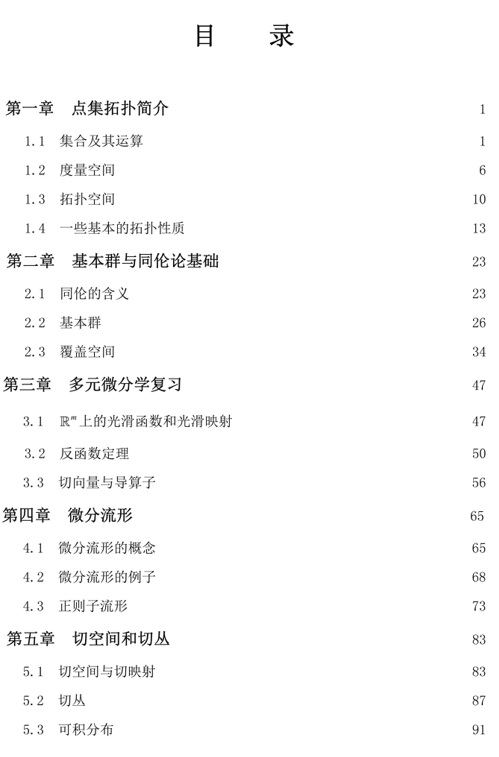 目 录
第一章 点集拓扑简介 1
1.1 集合及其运算 1
1.2 度量空间 6
1.3 拓扑空间 10
1.4 一些基本的拓扑性质 13
第二章 基本群与同伦论基础 23
2.1 同伦的含义 23
2.2 基本群 26
2.3 覆盖空间 34
第三章 多元微分学复习 47
3.1 ℝᵐ上的光滑函数和光滑映射 47
3.2 反函数定理 50
3.3 切向量与导算子 56
第四章 微分流形 65
4.1 微分流形的概念 65
4.2 微分流形的例子 68
4.3 正则子流形 73
第五章 切空间和切丛 83
5.1 切空间与切映射 83
5.2 切丛 87
5.3 可积分布 91